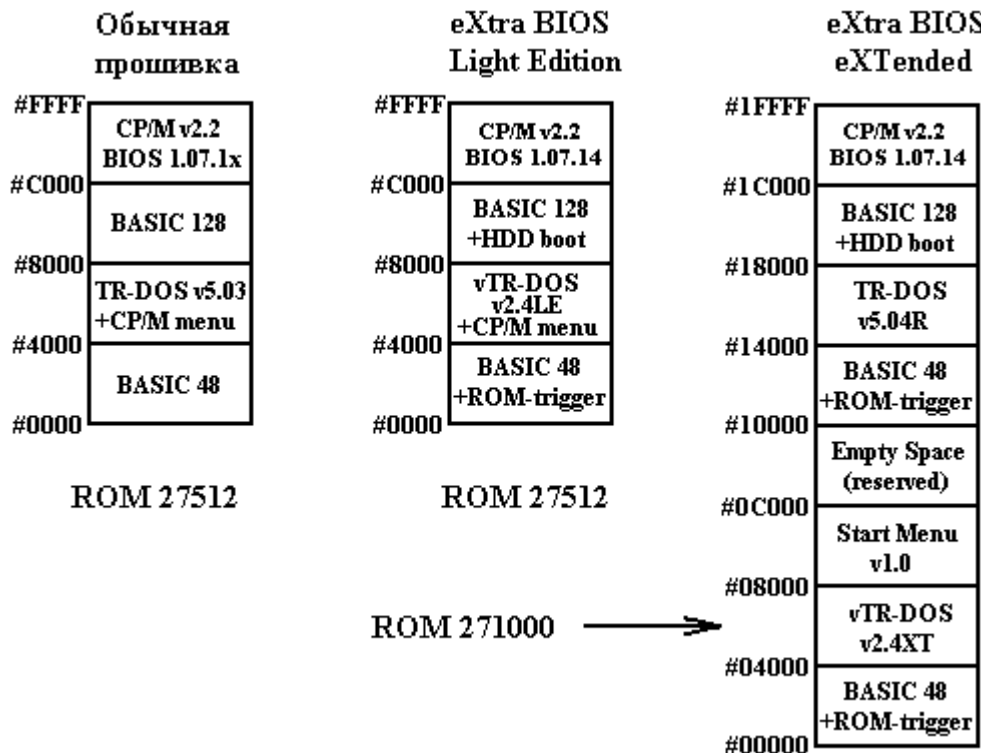 Обычная
прошивка
#FFFF
CP/M v2.2
BIOS 1.07.1x
#C000
BASIC 128
#8000
TR-DOS v5.03
+CP/M menu
#4000
BASIC 48
#0000
ROM 27512
eXtra BIOS
Light Edition
#FFFF
CP/M v2.2
BIOS 1.07.14
#C000
BASIC 128
+HDD boot
#8000
vTR-DOS
v2.4LE
+CP/M menu
#4000
BASIC 48
+ROM-trigger
#0000
ROM 27512
eXtra BIOS
eXTended
#1FFFF
CP/M v2.2
BIOS 1.07.14
#1C000
BASIC 128
+HDD boot
#18000
TR-DOS
v5.04R
#14000
BASIC 48
+ROM-trigger
#10000
Empty Space
(reserved)
#0C000
Start Menu
v1.0
#08000
ROM 271000
vTR-DOS
v2.4XT
#04000
BASIC 48
+ROM-trigger
#00000